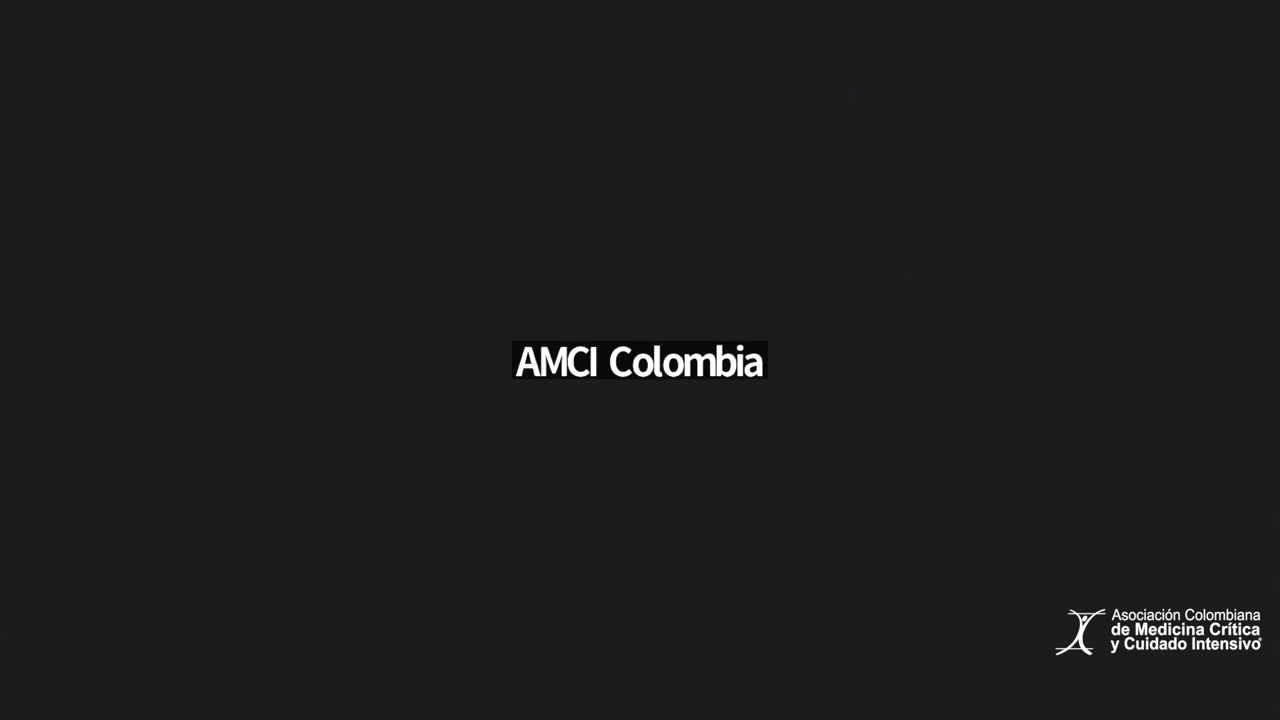 AMCI Colombia
Asociación Colombiana
de Medicina Crítica
y Cuidado Intensivo